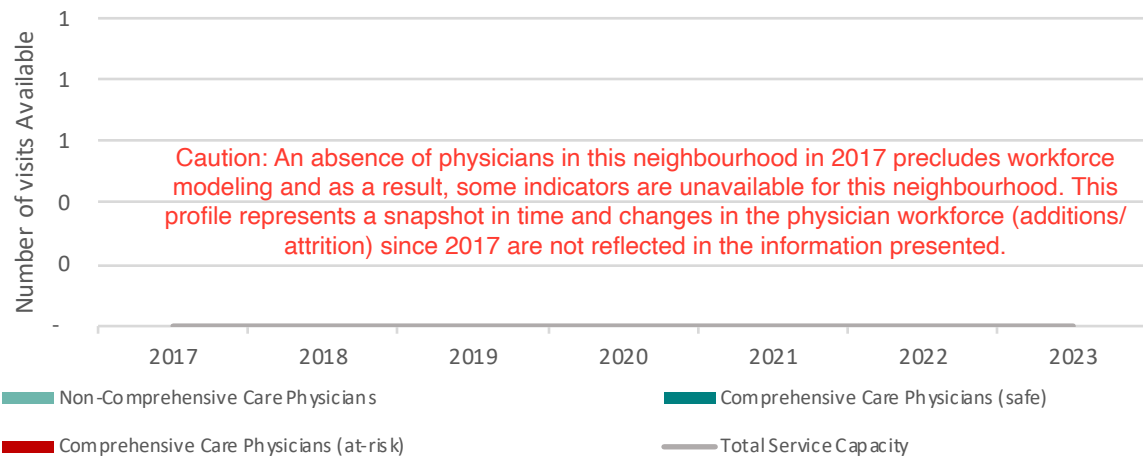 Number of visits Available
1
1
1
0
0
-
Caution: An absence of physicians in this neighbourhood in 2017 precludes workforce
modeling and as a result, some indicators are unavailable for this neighbourhood. This
profile represents a snapshot in time and changes in the physician workforce (additions/
attrition) since 2017 are not reflected in the information presented.
2017 2018 2019 2020 2021 2022 2023
Non-Comprehensive Care Physicians Comprehensive Care Physicians (safe)
Comprehensive Care Physicians (at-risk) Total Service Capacity